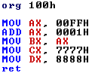 org 100h
MOV AX, 00FFH
ADD AX, 0001H
MOV BX, AX
MOV CX, 7777H
MOV DX, 8888H
ret